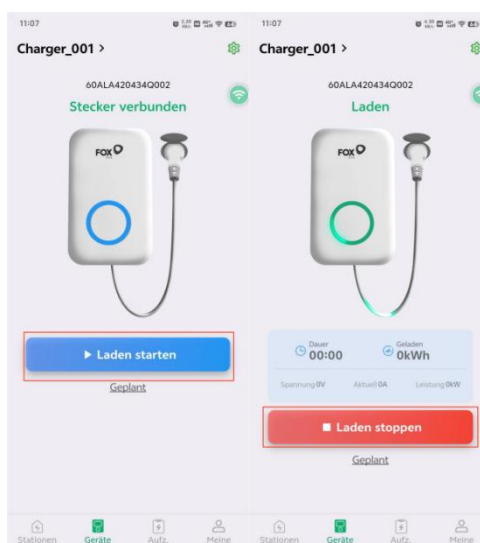 11:07
Charger_001 >
60ALA420434Q002
Stecker verbunden
FOX
Laden starten
Geplant
Stationen Geräte Aufz. Meine
11:07
Charger_001 >
60ALA420434Q002
Laden
FOX
Dauer
00:00
Geladen
0kWh
Spannung 0V Aktuell 0A Leistung 0kW
Laden stoppen
Geplant
Stationen Geräte Aufz. Meine